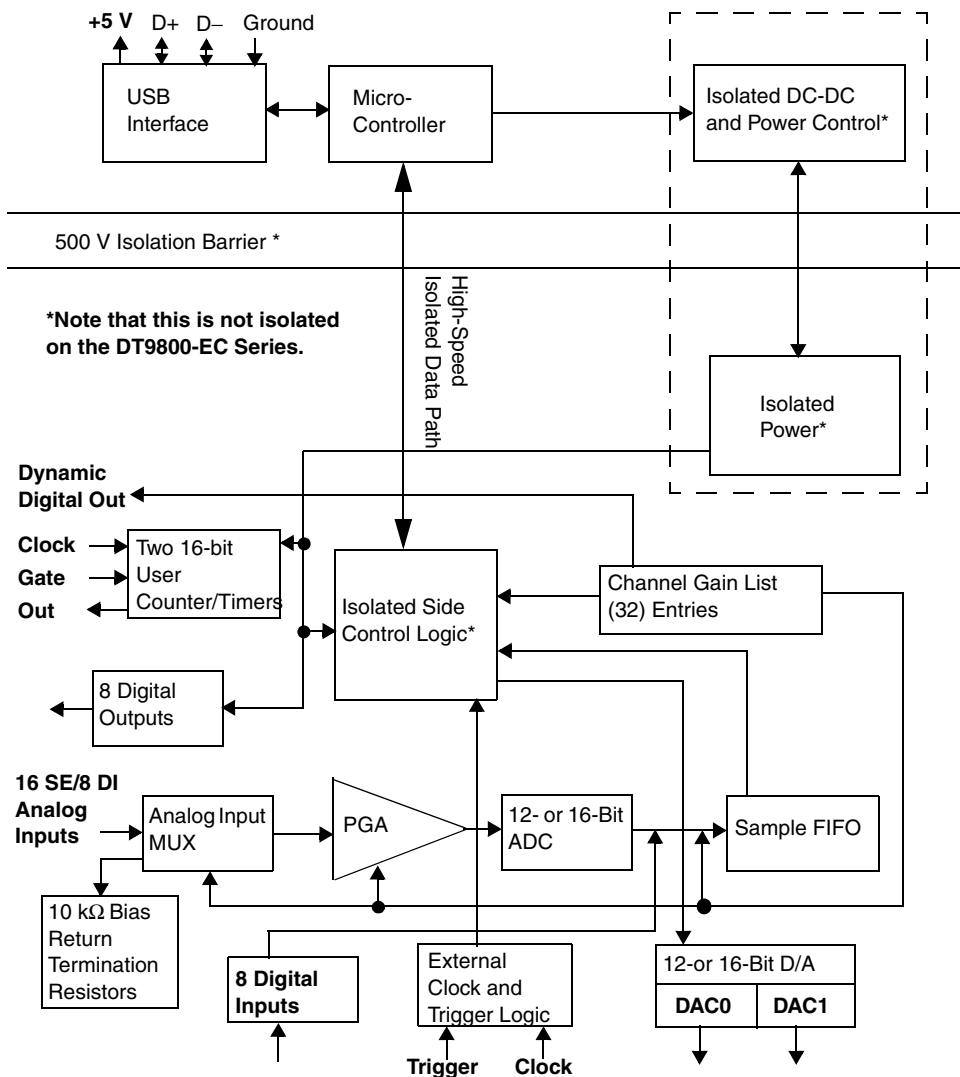 +5 V D+ D– Ground
USB
Interface
Micro-
Controller
Isolated DC-DC
and Power Control*
500 V Isolation Barrier *
*Note that this is not isolated
on the DT9800-EC Series.
High-Speed
Isolated Data Path
Isolated
Power*
Dynamic
Digital Out
Clock
Gate
Out
Two 16-bit
User
Counter/Timers
Isolated Side
Control Logic*
Channel Gain List
(32) Entries
8 Digital
Outputs
16 SE/8 DI
Analog
Inputs
Analog Input
MUX
PGA
12- or 16-Bit
ADC
Sample FIFO
10 kΩ Bias
Return
Termination
Resistors
8 Digital
Inputs
External
Clock and
Trigger Logic
12-or 16-Bit D/A
DAC0 DAC1
Trigger Clock